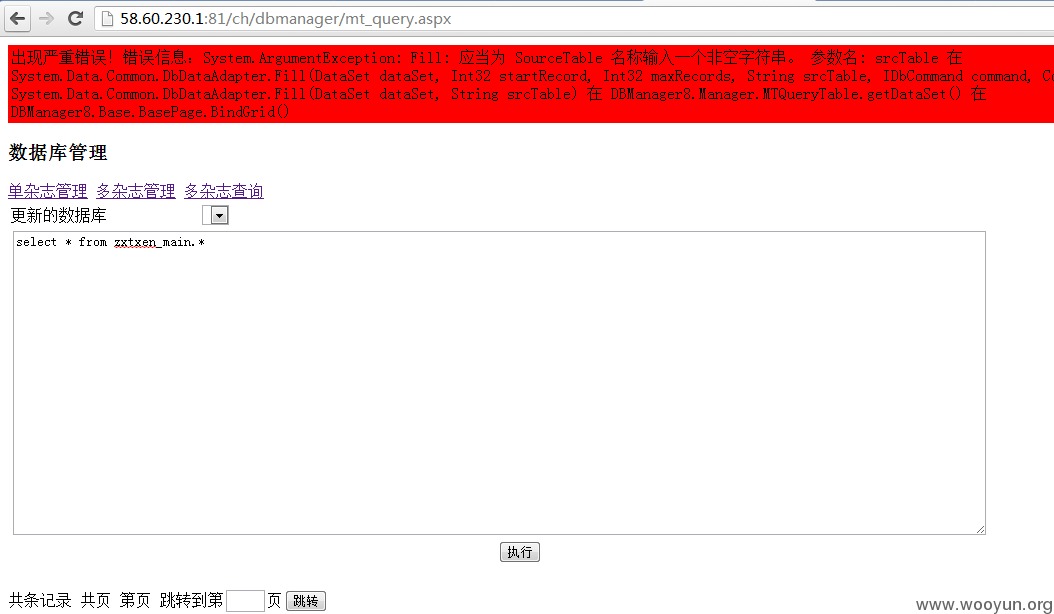 58.60.230.1:81/ch/dbmanager/mt_query.aspx
出现严重错误! 错误信息: System.ArgumentException: Fill: 应当为 SourceTable 名称输入一个非空字符串。 参数名: srcTable 在
System.Data.Common.DbDataAdapter.Fill(DataSet dataSet, Int32 startRecord, Int32 maxRecords, String srcTable, IDbCommand command, Co
System.Data.Common.DbDataAdapter.Fill(DataSet dataSet, String srcTable) 在 DBManager8.Manager.MTQueryTable.getDataSet() 在
DBManager8.Base.BasePage.BindGrid()
数据库管理
单杂志管理 多杂志管理 多杂志查询
更新的数据库
select * from zxtxen_main.*
执行
共条记录 共页 第页 跳转到第 页 跳转
www.wooyun.org